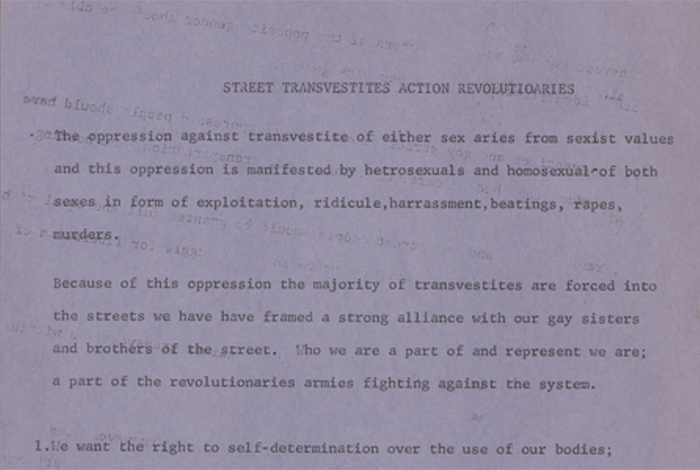 STREET TRANSVESTITES ACTION REVOLUTIOARIES
The oppression against transvestite of either sex aries from sexist values
and this oppression is manifested by hetrosexuals and homosexual of both
sexes in form of exploitation, ridicule,harrassment,beatings, rapes,
murders.
Because of this oppression the majority of transvestites are forced into
the streets we have have framed a strong alliance with our gay sisters
and brothers of the street. Who we are a part of and represent we are;
a part of the revolutionaries armies fighting against the system.
1.We want the right to self-determination over the use of our bodies;